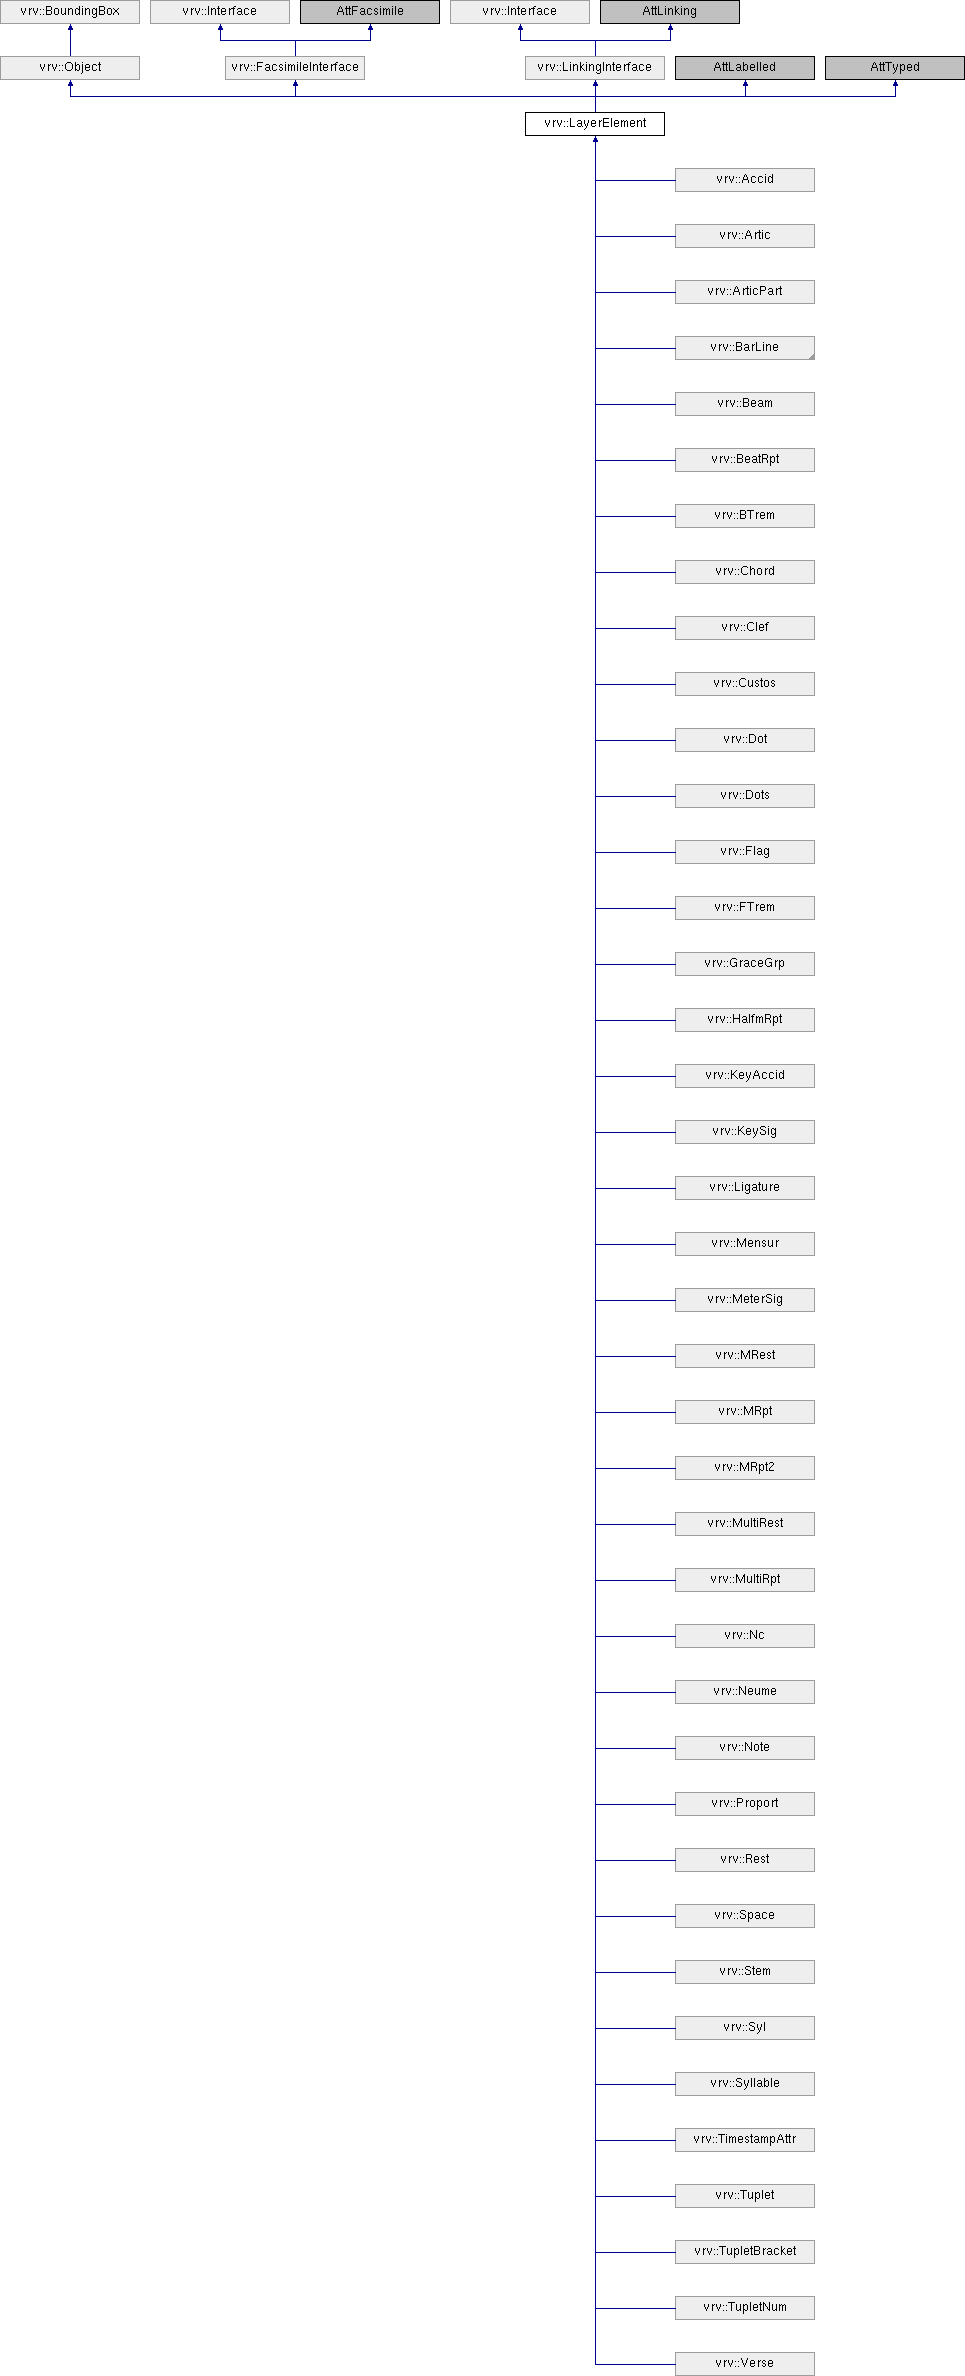 vrv::BoundingBox vrv::Interface AttFacsimile vrv::Interface AttLinking
vrv::Object vrv::FacsimileInterface vrv::LinkingInterface AttLabelled AttTyped
vrv::LayerElement
vrv::Accid
vrv::Artic
vrv::ArticPart
vrv::BarLine
vrv::Beam
vrv::BeatRpt
vrv::BTrem
vrv::Chord
vrv::Clef
vrv::Custos
vrv::Dot
vrv::Dots
vrv::Flag
vrv::FTrem
vrv::GraceGrp
vrv::HalfmRpt
vrv::KeyAccid
vrv::KeySig
vrv::Ligature
vrv::Mensur
vrv::MeterSig
vrv::MRest
vrv::MRpt
vrv::MRpt2
vrv::MultiRest
vrv::MultiRpt
vrv::Nc
vrv::Neume
vrv::Note
vrv::Proport
vrv::Rest
vrv::Space
vrv::Stem
vrv::Syl
vrv::Syllable
vrv::TimestampAttr
vrv::Tuplet
vrv::TupletBracket
vrv::TupletNum
vrv::Verse